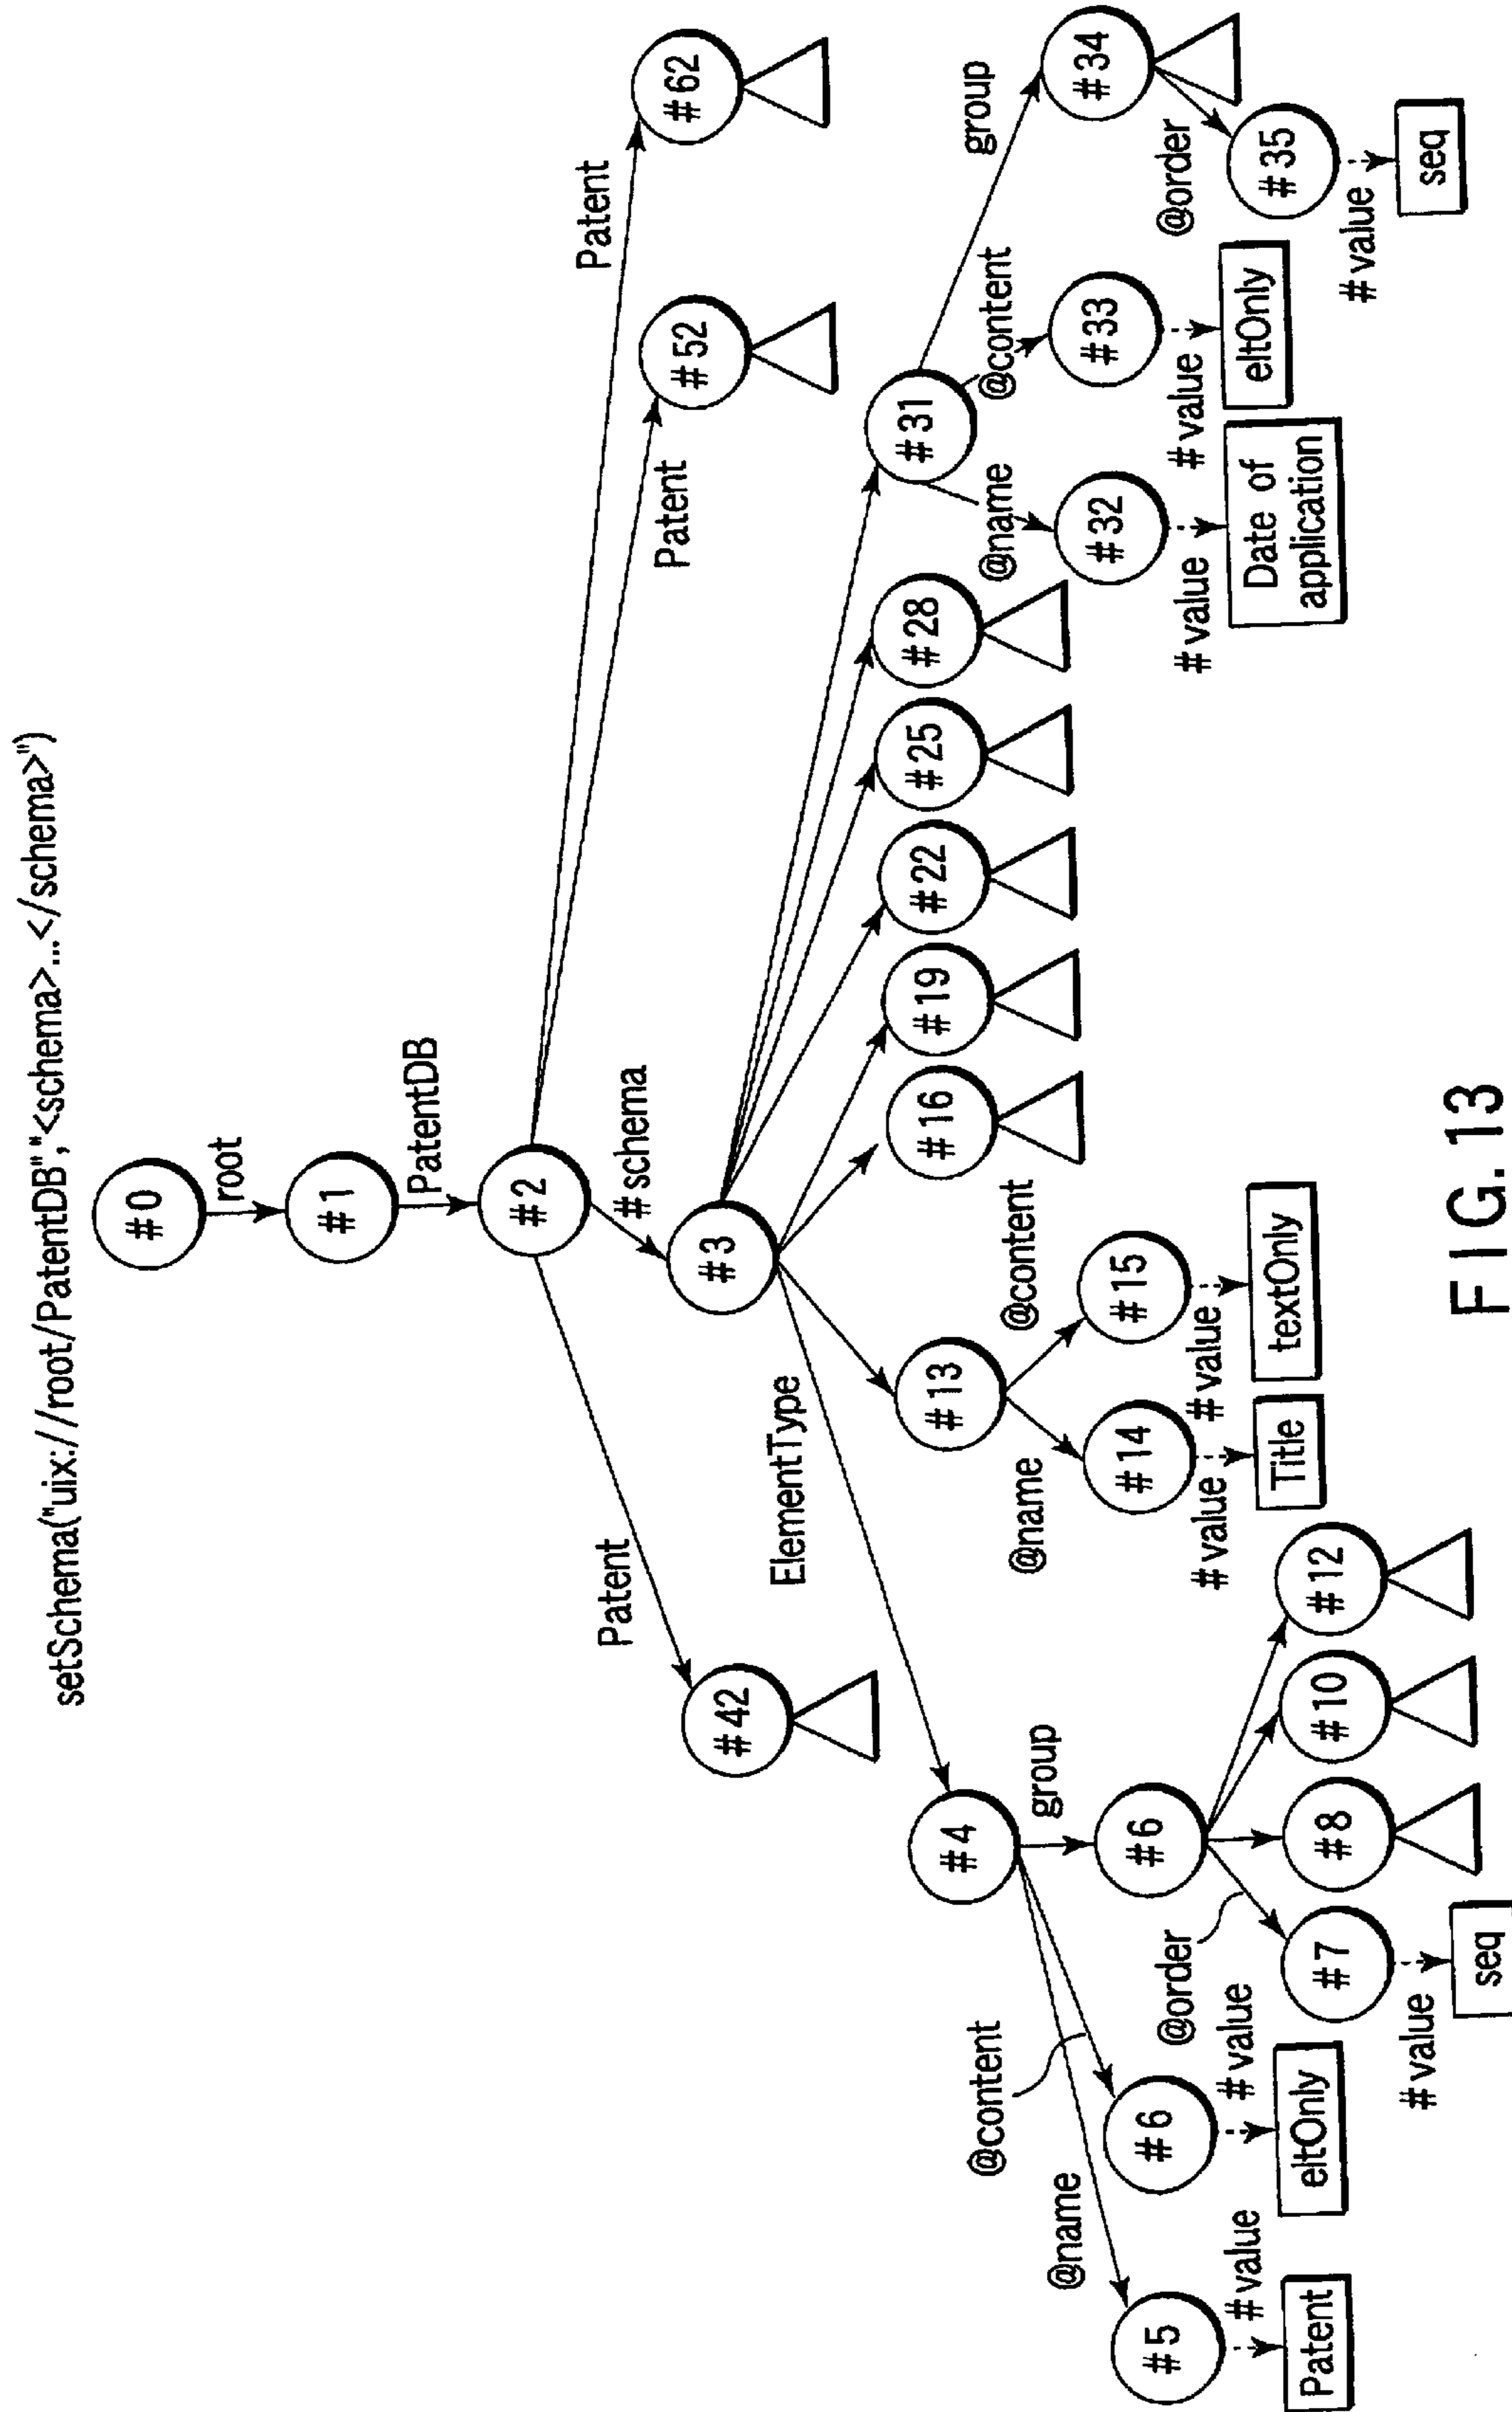 setSchema("uix://root/PatentDB","<schema>...</schema>")
#0
root
#1
PatentDB
#2
Patent
#schema
Patent
Patent
#42
#3
#52
#62
ElementType
#4
#13
#16
#19
#22
#25
#28
#31
@name
@content
group
@name
@content
@name
@content
group
#5
#6
#6
#14
#15
#32
#33
#34
@order
@order
#value
#value
#value
#value
#value
#value
Patent
eltOnly
#7
#8
#10
#12
Title
textOnly
Date of
application
eltOnly
#35
#value
#value
seq
seq
FIG. 13